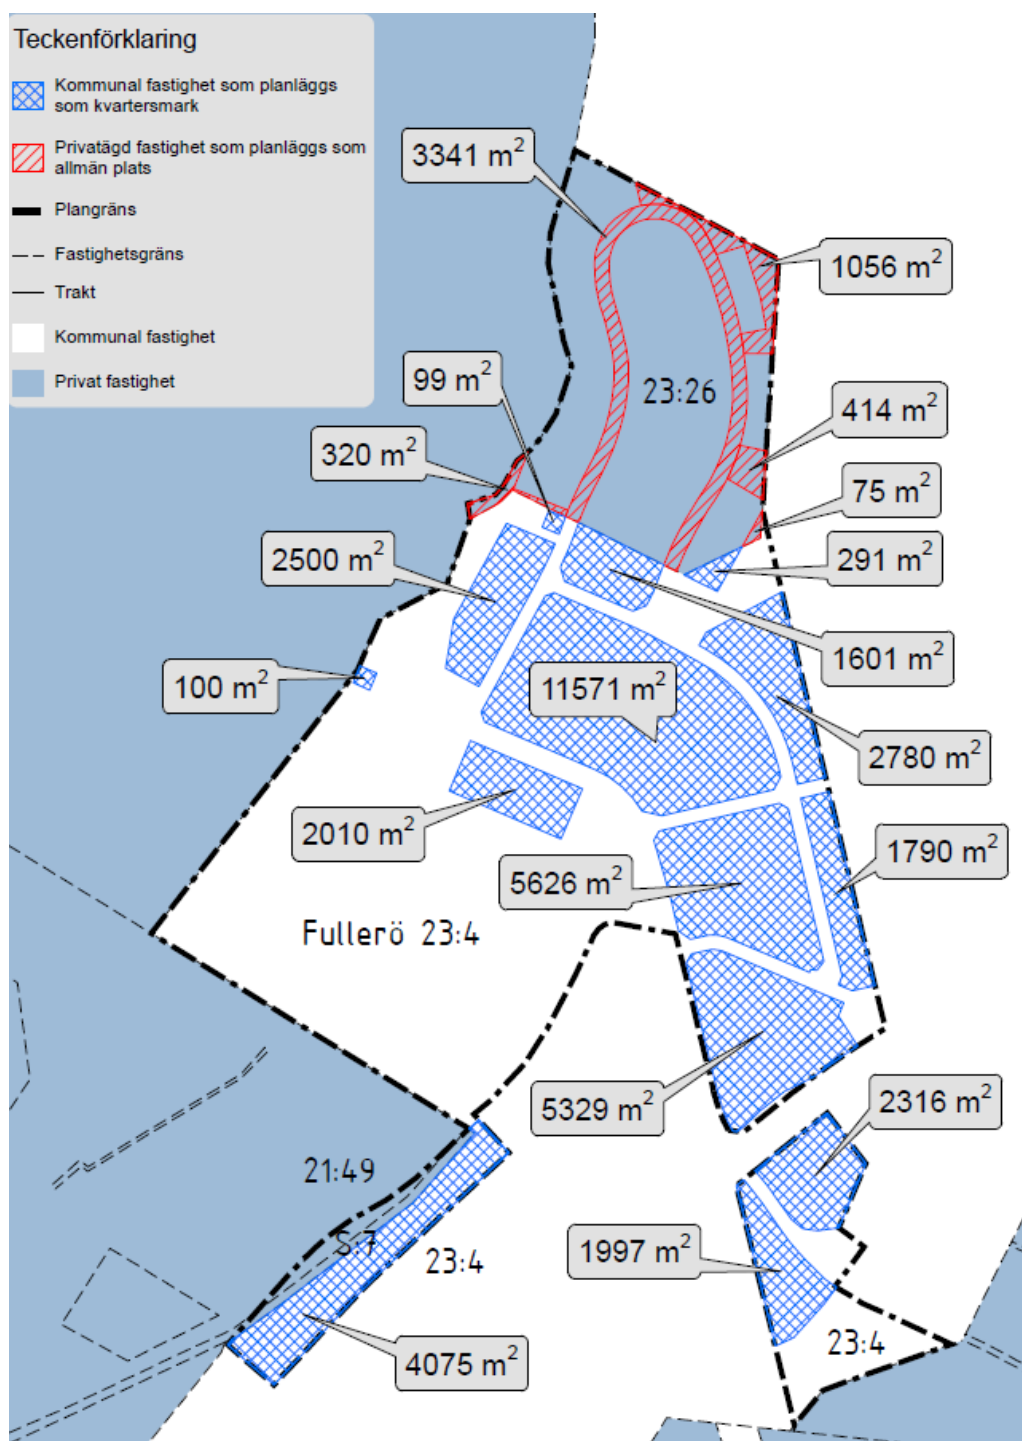 Teckenförklaring
Kommunal fastighet som planläggs
som kvartersmark
Privatägd fastighet som planläggs som
allmän plats
Plangräns
Fastighetsgräns
Trakt
Kommunal fastighet
Privat fastighet
3341 m²
1056 m²
99 m²
23:26
414 m²
320 m²
75 m²
2500 m²
291 m²
1601 m²
100 m²
11571 m²
2780 m²
2010 m²
1790 m²
5626 m²
Fullerö 23:4
5329 m²
2316 m²
21:49
S:7
23:4
1997 m²
23:4
4075 m²